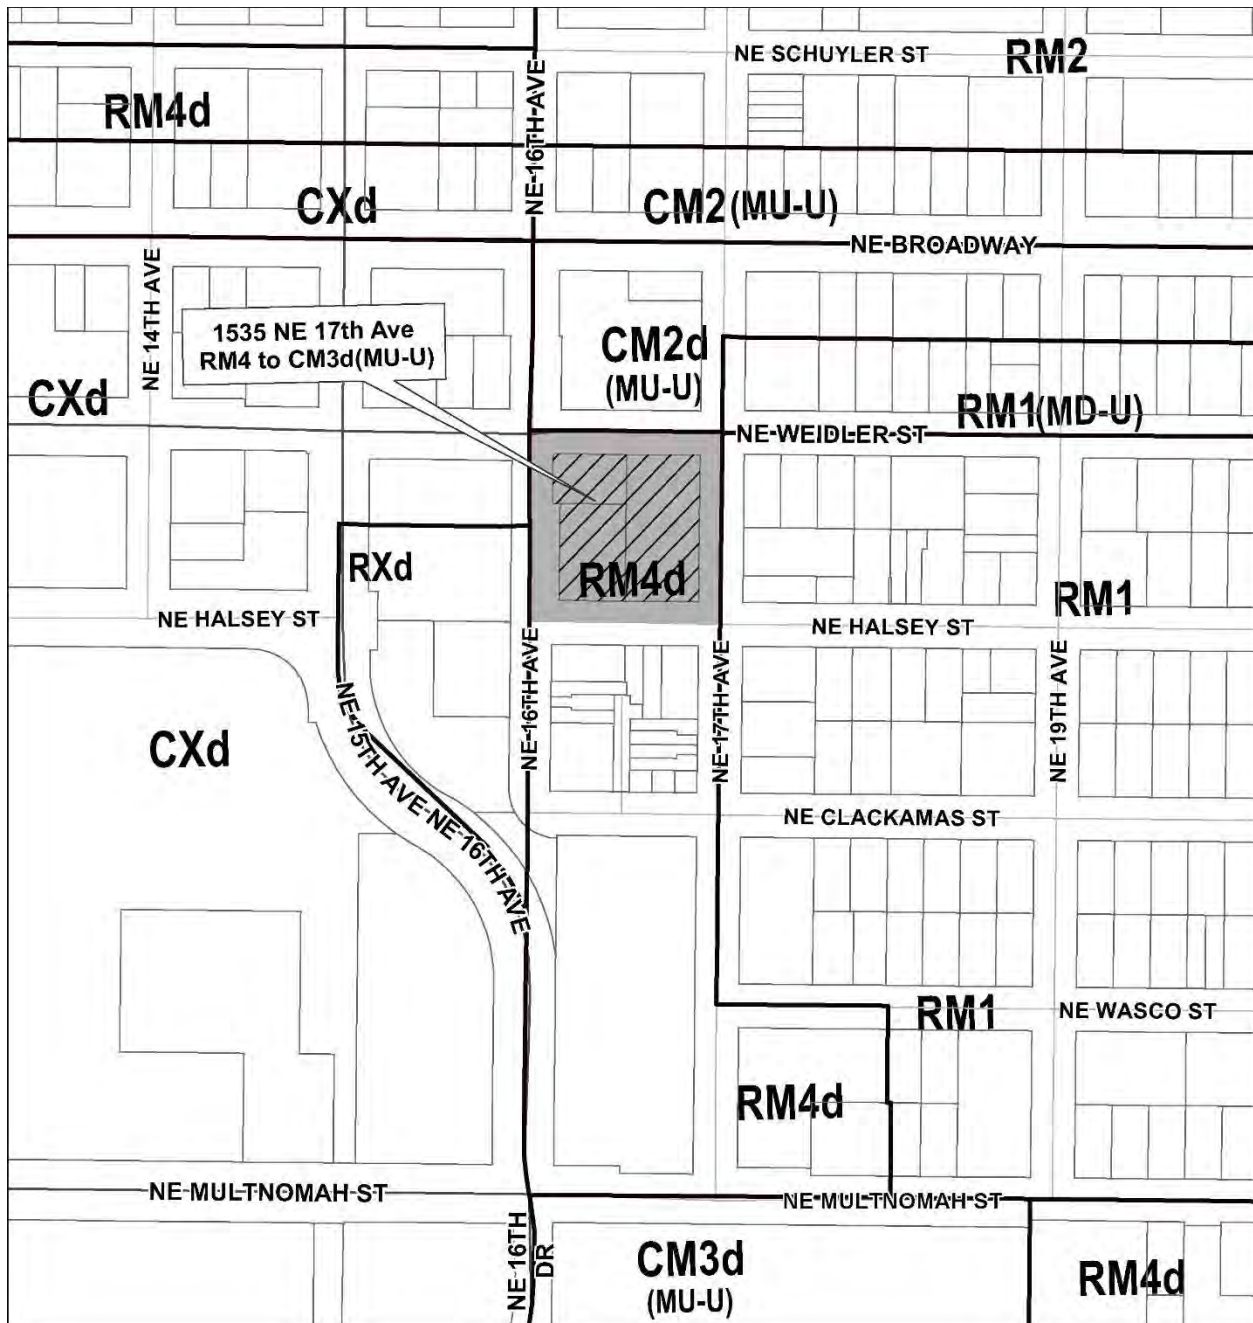 NE SCHUYLER ST
RM2
RM4d
NE 16TH AVE
CXd
CM2 (MU-U)
NE BROADWAY
NE 14TH AVE
1535 NE 17th Ave
RM4 to CM3d(MU-U)
CM2d
(MU-U)
CXd
RM1(MD-U)
NE WEIDLER ST
RXd
RM4d
RM1
NE HALSEY ST
NE HALSEY ST
NE 16TH AVE
NE 17TH AVE
NE 19TH AVE
NE 15TH AVE
CXd
NE 16TH AVE
NE CLACKAMAS ST
RM1
NE WASCO ST
RM4d
NE MULTNOMAH ST
NE MULTNOMAH ST
NE 16TH
DR
CM3d
(MU-U)
RM4d